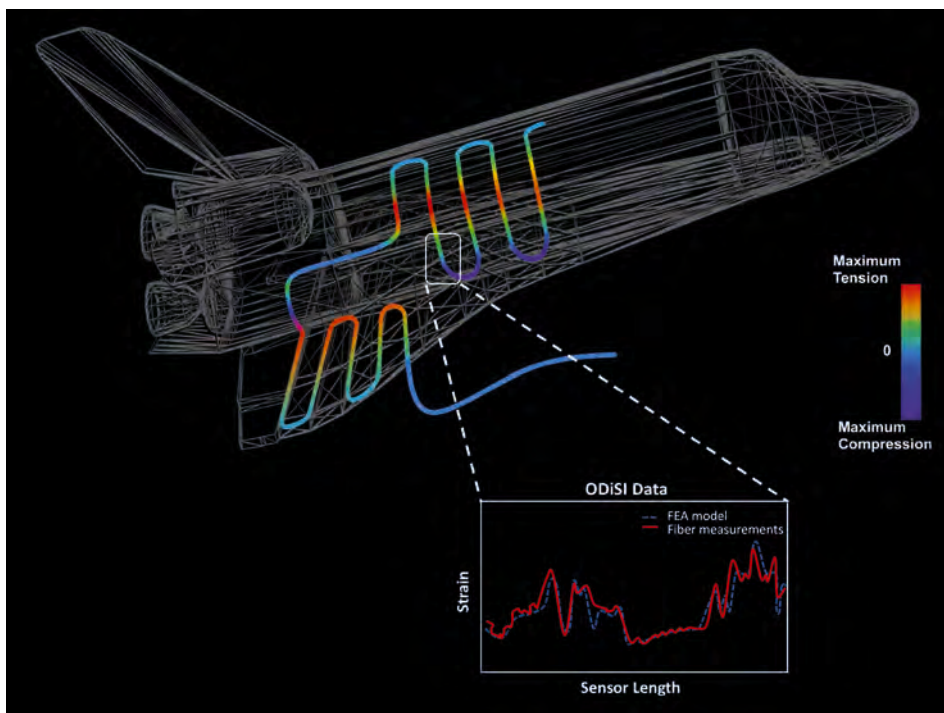 Maximum
Tension
0
Maximum
Compression
ODiSI Data
FEA model
Fiber measurements
Strain
Sensor Length